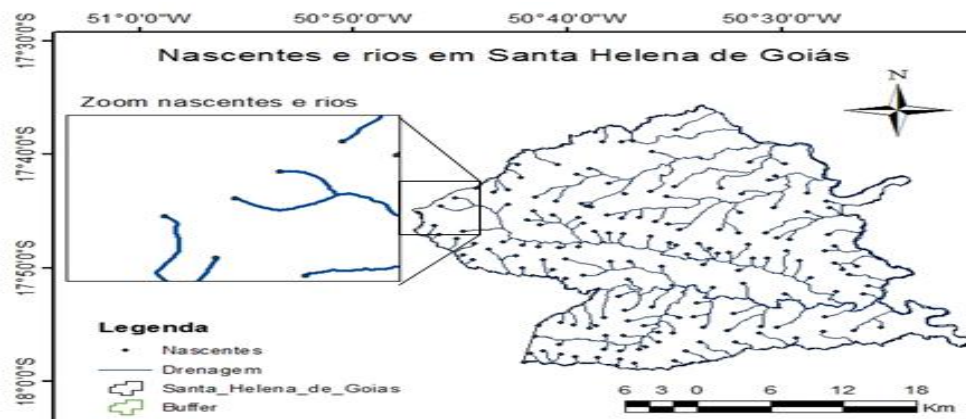 51°0'0"W 50°50'0"W 50°40'0"W 50°30'0"W
17°30'0"S
Nascentes e rios em Santa Helena de Goiás
N
Zoom nascentes e rios
17°40'0"S
17°50'0"S
Legenda
Nascentes
Drenagem
Santa_Helena_de_Goias
Buffer
18°0'0"S
6 3 0 6 12 18
Km